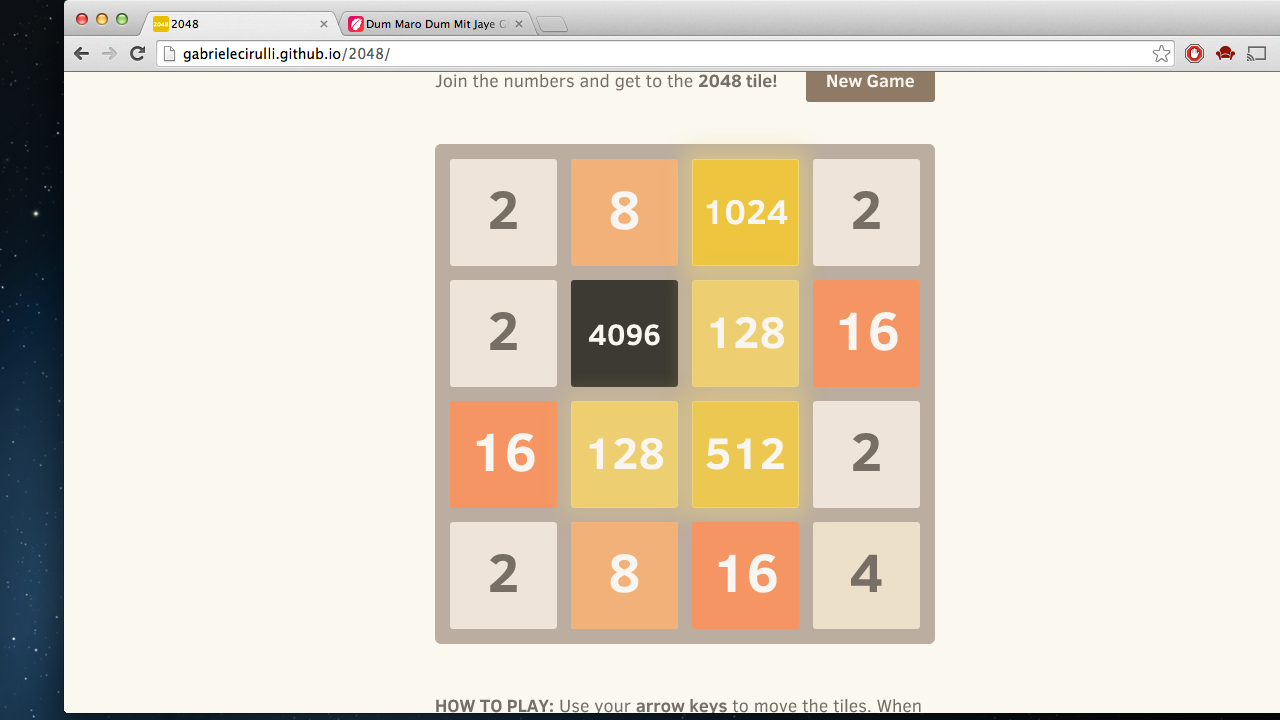 2048
Dum Maro Dum Mit Jaye G
gabrielecirulli.github.io/2048/
Join the numbers and get to the 2048 tile!
New Game
2 8 1024 2
2 4096 128 16
16 128 512 2
2 8 16 4
HOW TO PLAY: Use your arrow keys to move the tiles. When